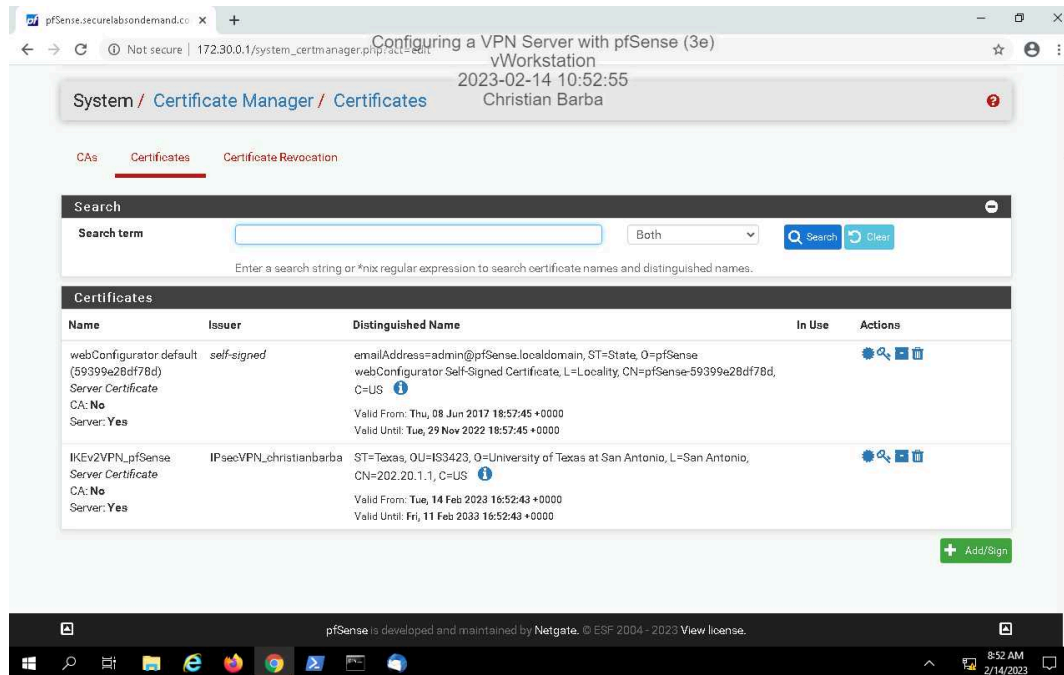 pfSense.securelabsondemand.co
Not secure | 172.30.0.1/system_certmanager.php?act=edit
Configuring a VPN Server with pfSense (3e)
vWorkstation
2023-02-14 10:52:55
Christian Barba
System / Certificate Manager / Certificates
CAs Certificates Certificate Revocation
Search
Search term Both Search Clear
Enter a search string or *nix regular expression to search certificate names and distinguished names.
Certificates
Name Issuer Distinguished Name In Use Actions
webConfigurator default self-signed emailAddress=admin@pfSense.localdomain, ST=State, O=pfSense
(59399e28df78d) webConfigurator Self-Signed Certificate, L=Locality, CN=pfSense-59399e28df78d,
Server Certificate C=US
CA: No Valid From: Thu, 08 Jun 2017 18:57:45 +0000
Server: Yes Valid Until: Tue, 29 Nov 2022 18:57:45 +0000
IKEv2VPN_pfSense IPsecVPN_christianbarba ST=Texas, OU=IS3423, O=University of Texas at San Antonio, L=San Antonio,
Server Certificate CN=202.20.1.1, C=US
CA: No Valid From: Tue, 14 Feb 2023 16:52:43 +0000
Server: Yes Valid Until: Fri, 11 Feb 2033 16:52:43 +0000
Add/Sign
pfSense is developed and maintained by Netgate. © ESF 2004 - 2023 View license.
8:52 AM
2/14/2023